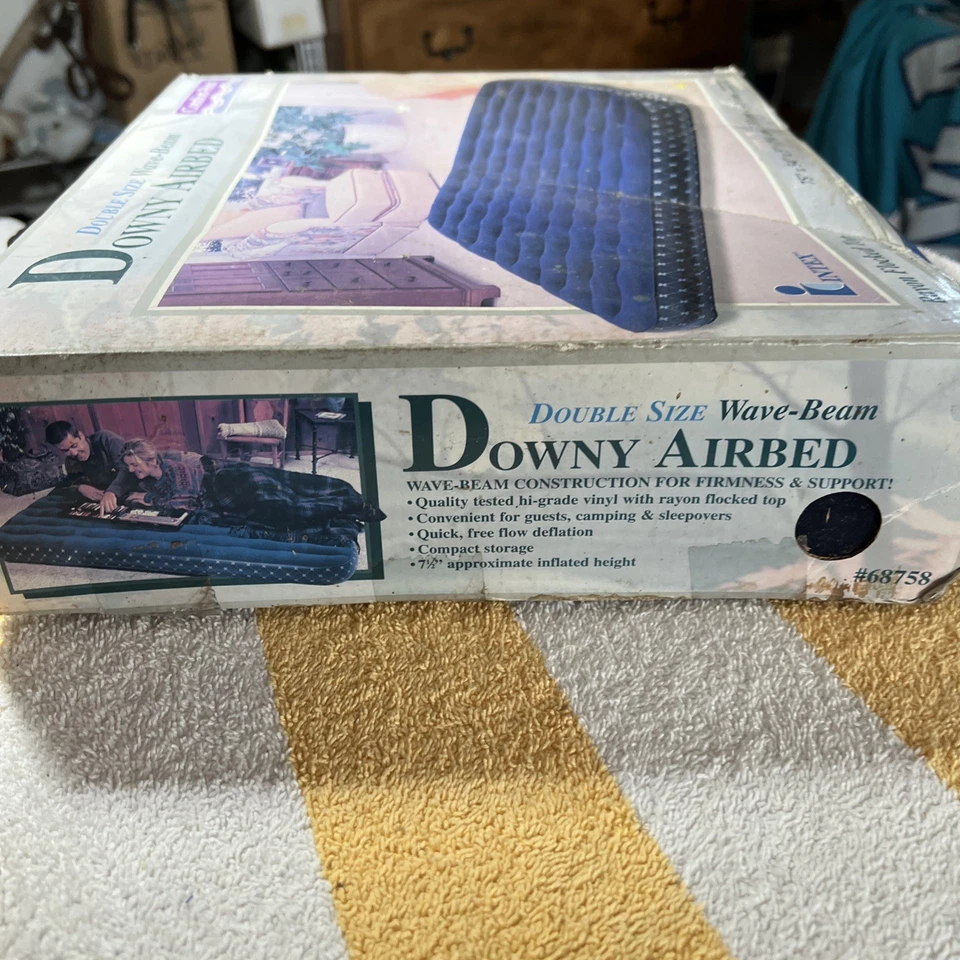 DOUBLE SIZE Wave-Beam
DOWNY AIRBED
INTEX
Rayon Flocked
DOUBLE SIZE Wave-Beam
DOWNY AIRBED
WAVE-BEAM CONSTRUCTION FOR FIRMNESS & SUPPORT!
• Quality tested hi-grade vinyl with rayon flocked top
• Convenient for guests, camping & sleepovers
• Quick, free flow deflation
• Compact storage
• 7½" approximate inflated height
#68758